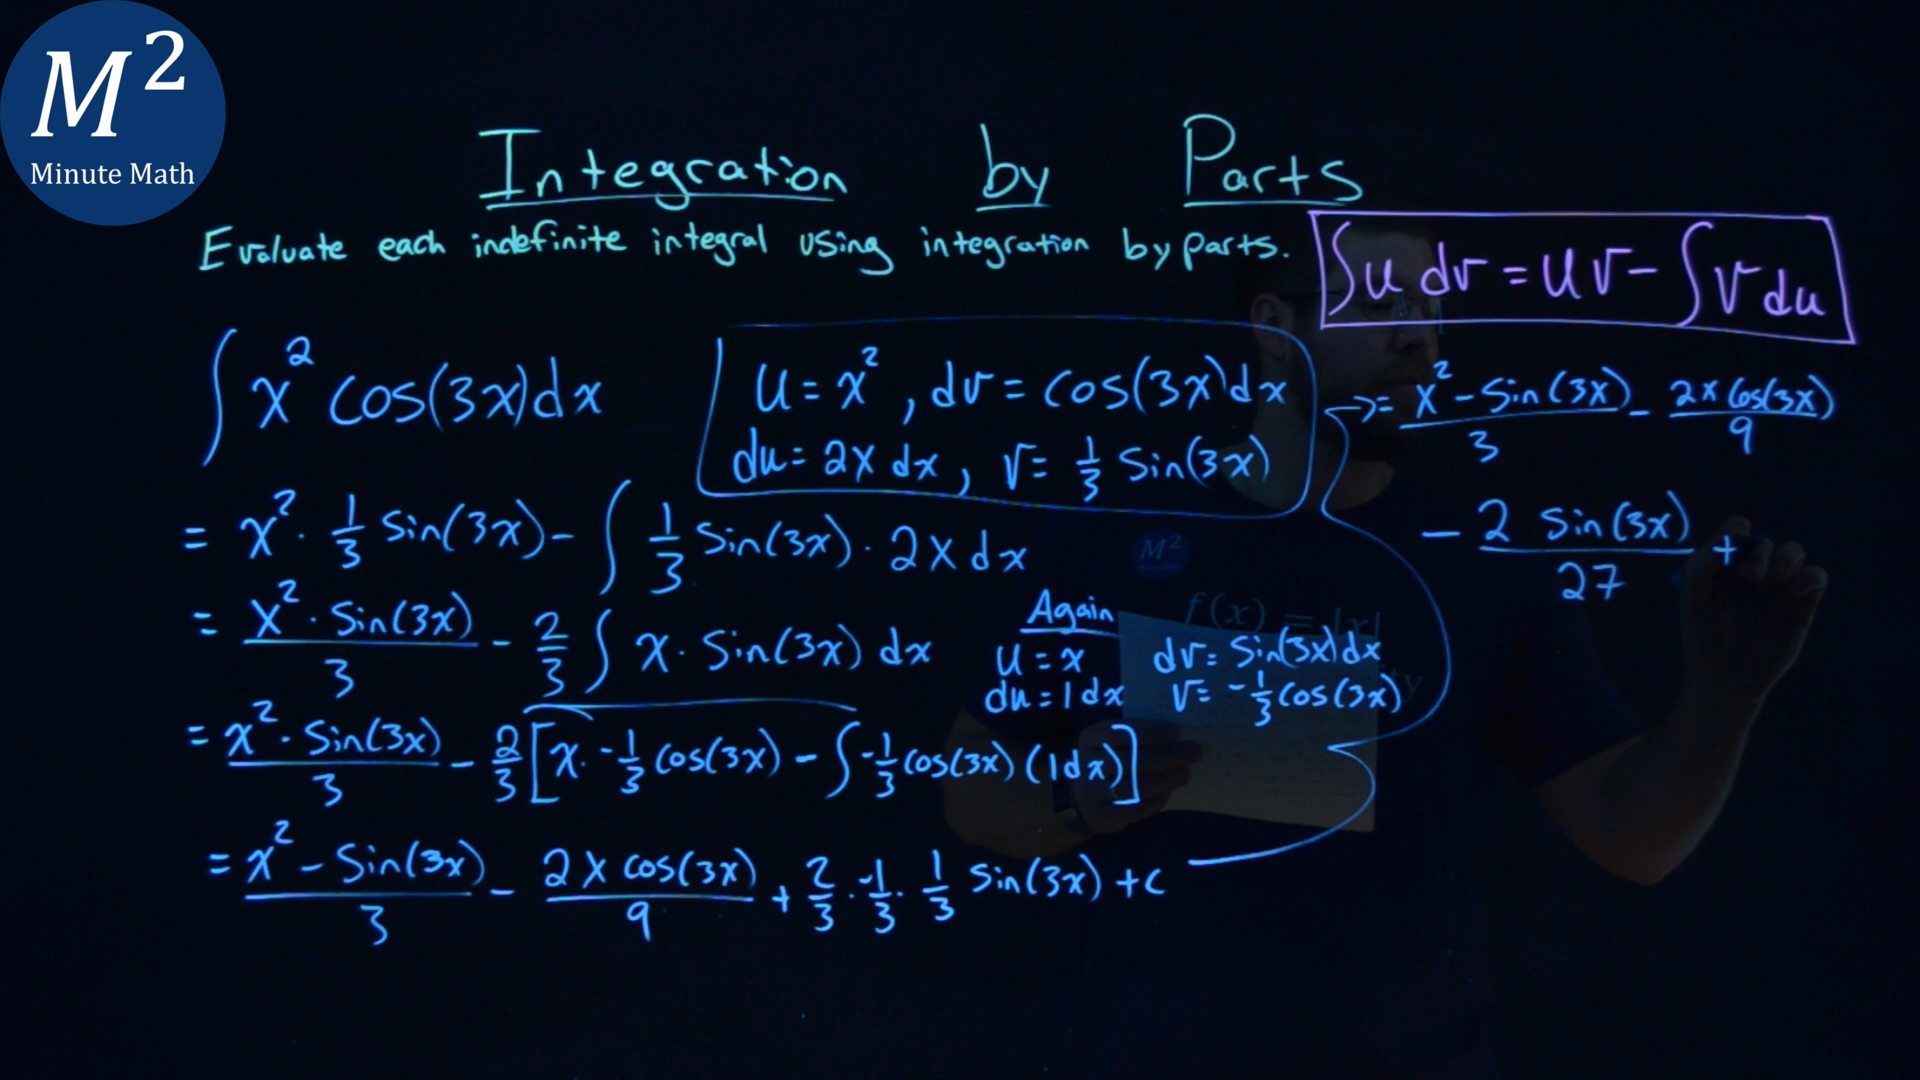 M²
Minute Math
Integration by Parts
Evaluate each indefinite integral using integration by parts.
∫u dv = uv - ∫v du
∫ x² cos(3x)dx
u = x², dv = cos(3x)dx
du = 2x dx, v = 1/3 sin(3x)
= x² · 1/3 sin(3x) - ∫ 1/3 sin(3x) · 2x dx
= x² · sin(3x)/3 - 2/3 ∫ x · sin(3x) dx
Again
u = x dv = sin(3x)dx
du = 1dx v = -1/3 cos(3x)
= x² · sin(3x)/3 - 2/3 [x · -1/3 cos(3x) - ∫ -1/3 cos(3x) (1dx)]
= x² - sin(3x)/3 - 2x cos(3x)/9 + 2/3 · -1/3 · 1/3 sin(3x) + c
= x² - sin(3x)/3 - 2x cos(3x)/9
- 2 sin(3x)/27 +
M²
f(x) = |x|